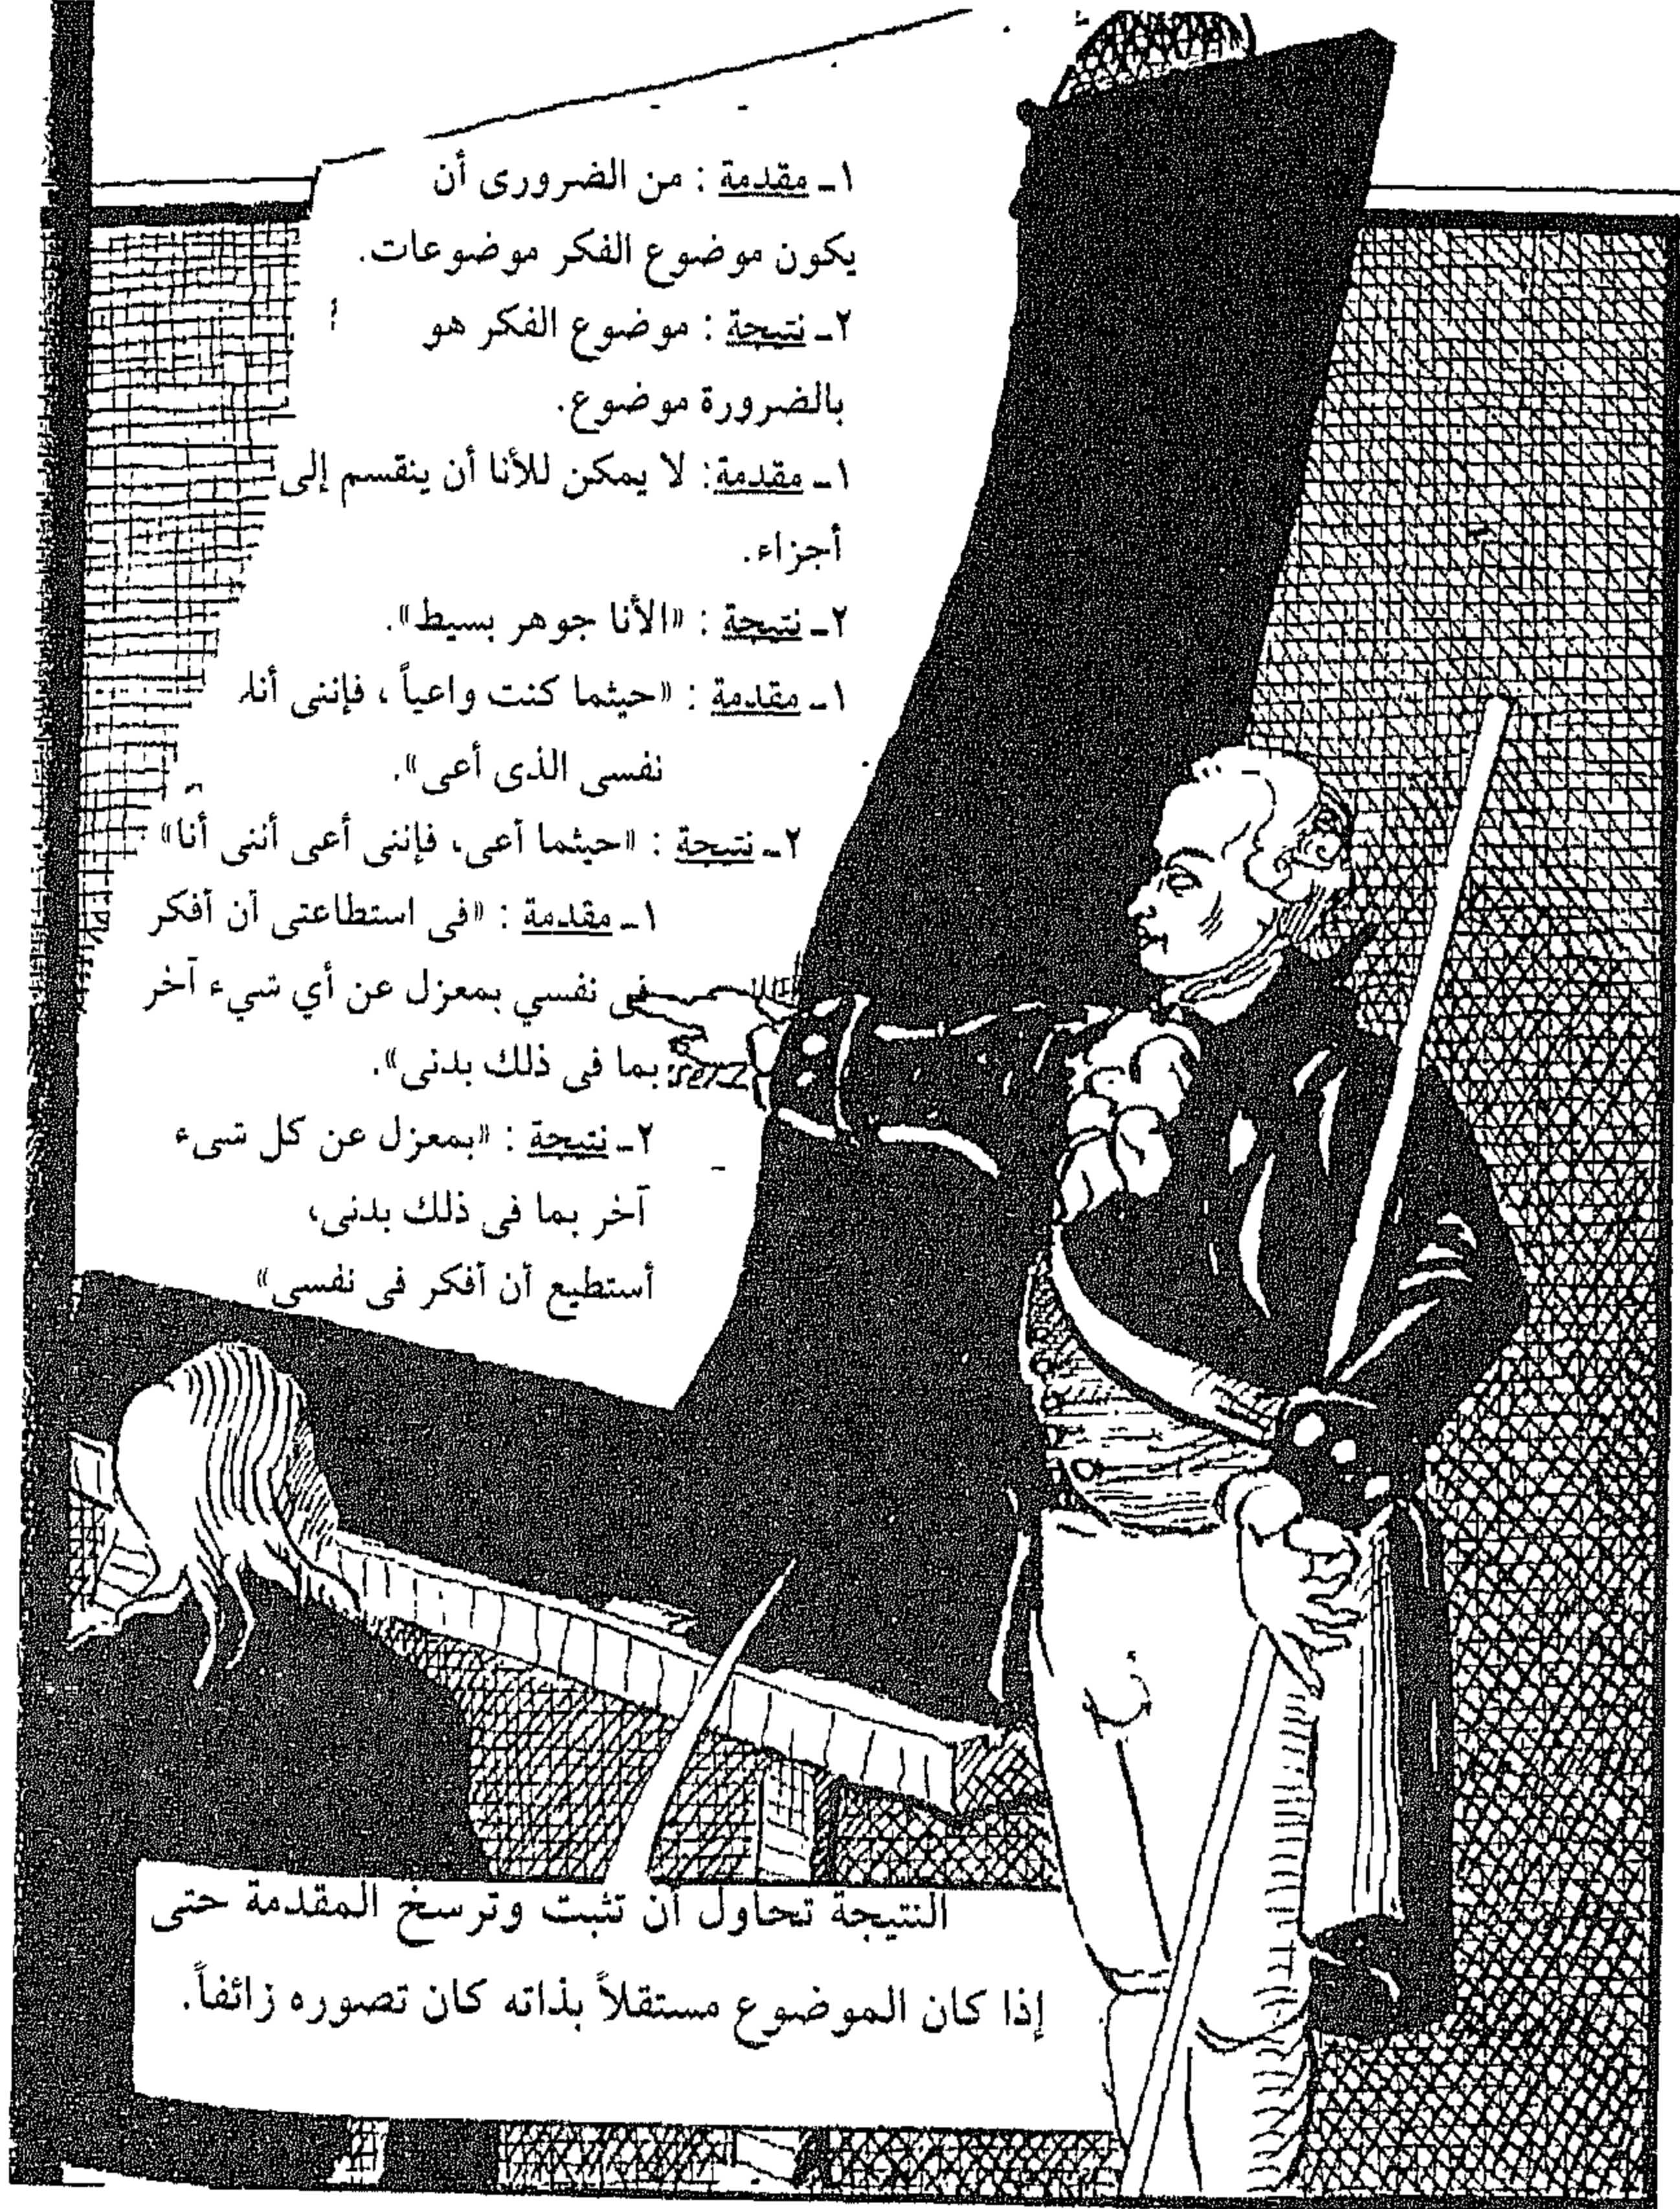 ١ـ مقدمة : من الضرورى أن
يكون موضوع الفكر موضوعات.
٢ـ نتيجة : موضوع الفكر هو
بالضرورة موضوع.
١ـ مقدمة: لا يمكن للأنا أن ينقسم إلى
أجزاء.
٢ـ نتيجة : «الأنا جوهر بسيط».
١ـ مقدمة : «حيثما كنت واعياً ، فإننى أنا
نفسى الذى أعى».
٢ـ نتيجة : «حيثما أعى، فإننى أعى أننى أنا»
١ـ مقدمة : «فى استطاعتى أن أفكر
فى نفسي بمعزل عن أي شيء آخر
بما فى ذلك بدنى».
٢ـ نتيجة : «بمعزل عن كل شىء
آخر بما فى ذلك بدنى،
أستطيع أن أفكر فى نفسى»
النتيجة تحاول أن تثبت وترسخ المقدمة حتى
إذا كان الموضوع مستقلاً بذاته كان تصوره زائفاً.